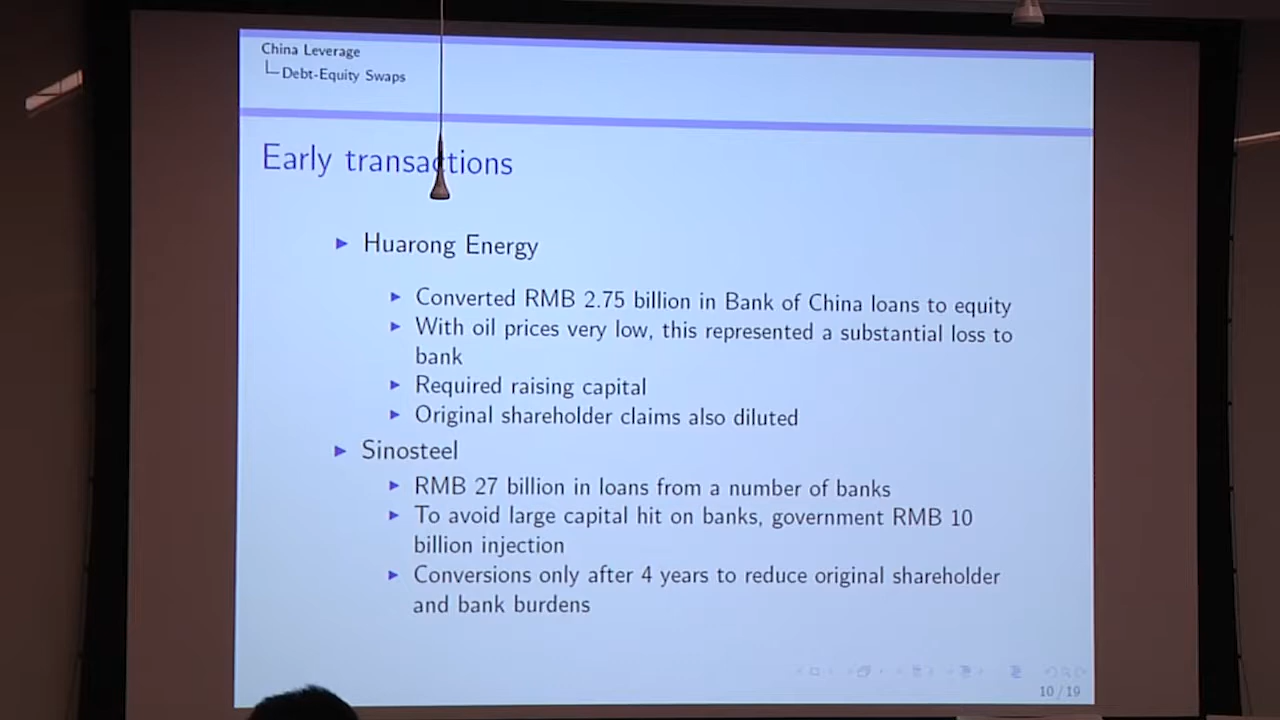 China Leverage
Debt-Equity Swaps
Early transactions
Huarong Energy
Converted RMB 2.75 billion in Bank of China loans to equity
With oil prices very low, this represented a substantial loss to
bank
Required raising capital
Original shareholder claims also diluted
Sinosteel
RMB 27 billion in loans from a number of banks
To avoid large capital hit on banks, government RMB 10
billion injection
Conversions only after 4 years to reduce original shareholder
and bank burdens
10 / 19